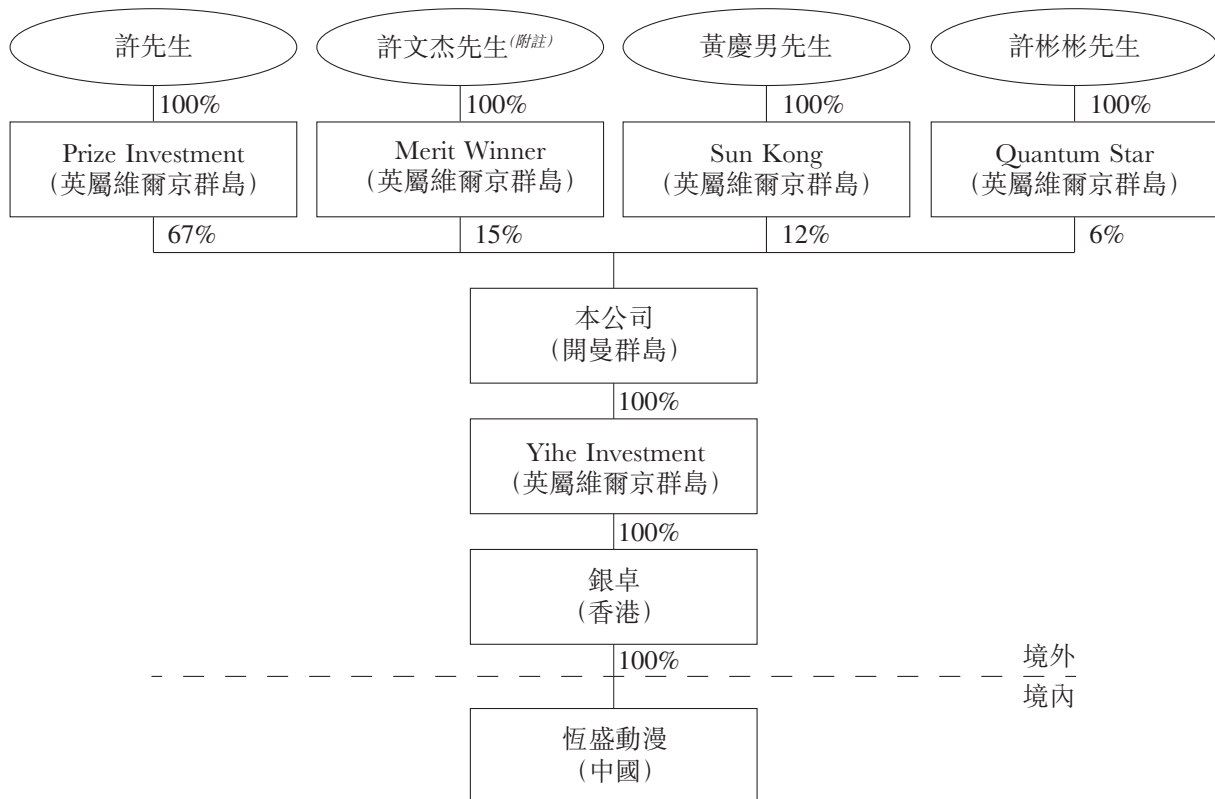 許先生
許文杰先生(附註)
黃慶男先生
許彬彬先生
100%
100%
100%
100%
Prize Investment
(英屬維爾京群島)
Merit Winner
(英屬維爾京群島)
Sun Kong
(英屬維爾京群島)
Quantum Star
(英屬維爾京群島)
67%
15%
12%
6%
本公司
(開曼群島)
100%
Yihe Investment
(英屬維爾京群島)
100%
銀卓
(香港)
100%
境外
境內
恆盛動漫
(中國)